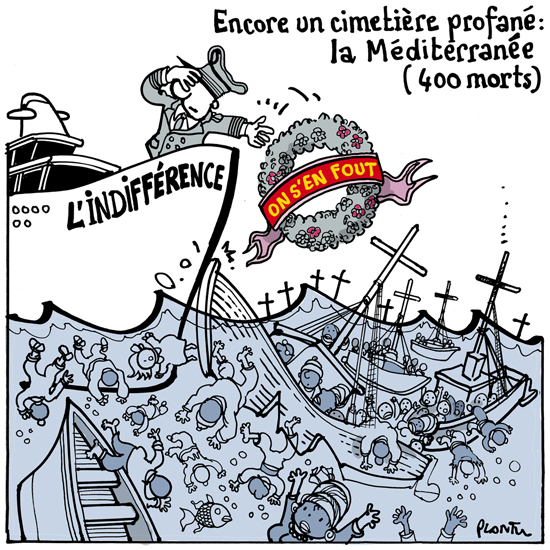 Encore un cimetière profané:
la Méditerranée
(400 morts)
L'INDIFFÉRENCE
ON S'EN FOUT
PLANTU